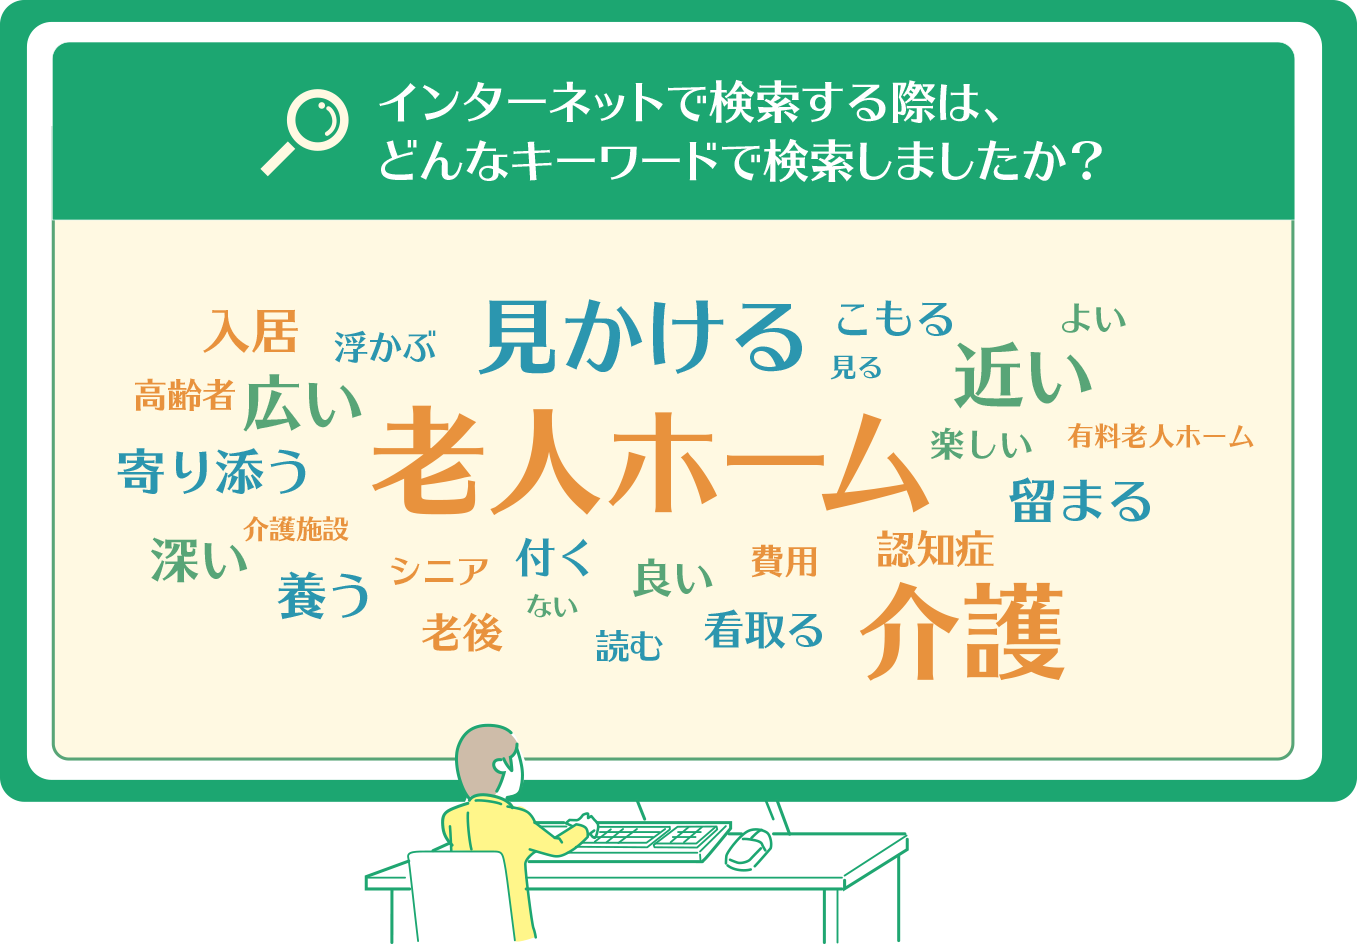 インターネットで検索する際は、
どんなキーワードで検索しましたか？
入居
浮かぶ
見かける
こもる
よい
見る
近い
高齢者
広い
老人ホーム
楽しい
有料老人ホーム
寄り添う
留まる
介護施設
深い
養う
シニア
付く
良い
費用
認知症
ない
老後
読む
看取る
介護